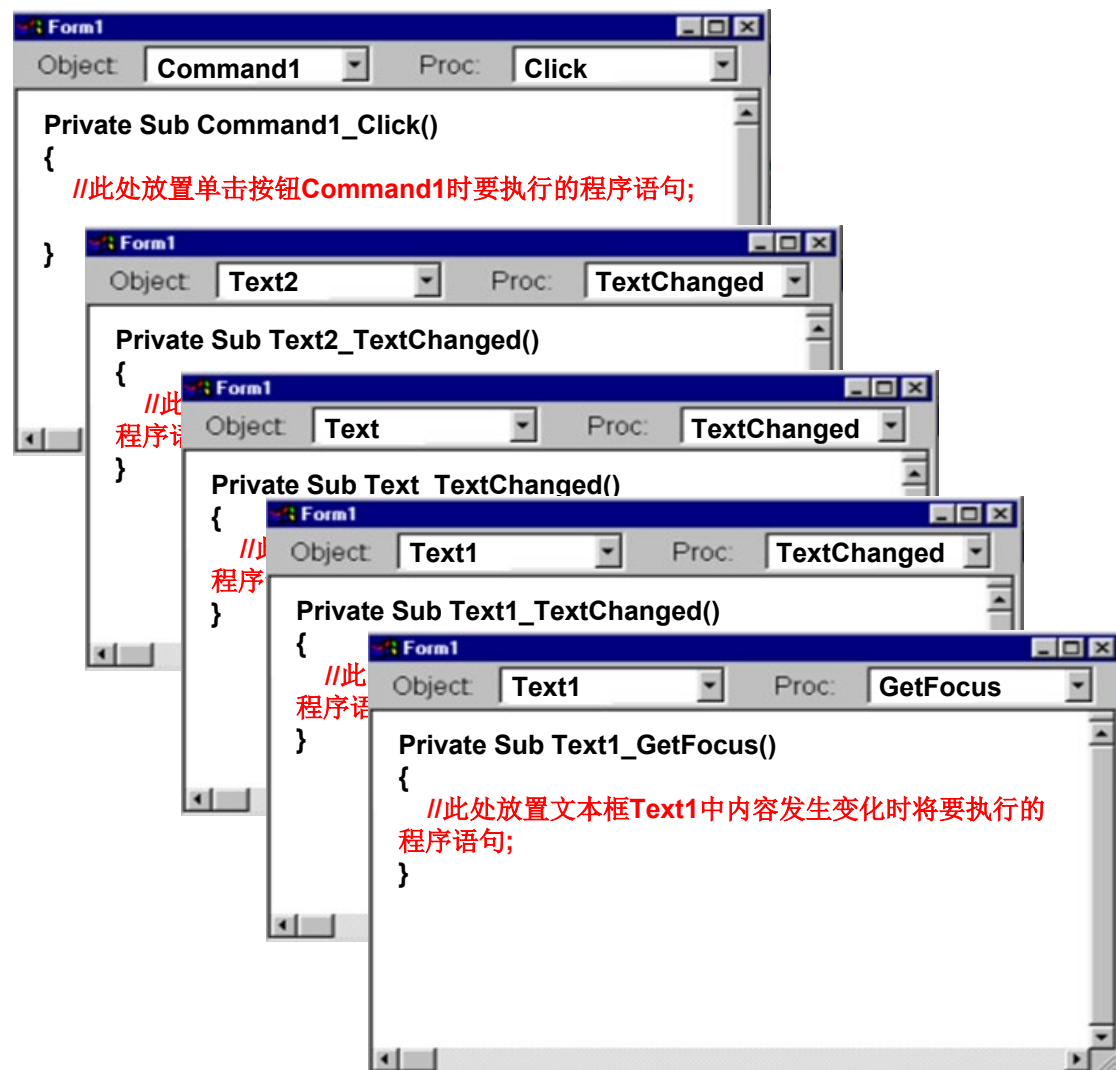 Form1
Object: Command1 Proc: Click
Private Sub Command1_Click()
{
//此处放置单击按钮Command1时要执行的程序语句;
}
Form1
Object: Text2 Proc: TextChanged
Private Sub Text2_TextChanged()
{
//此
程序语
}
Form1
Object: Text Proc: TextChanged
Private Sub Text_TextChanged()
{
//此
程序
}
Form1
Object: Text1 Proc: TextChanged
Private Sub Text1_TextChanged()
{
//此
程序语
}
Form1
Object: Text1 Proc: GetFocus
Private Sub Text1_GetFocus()
{
//此处放置文本框Text1中内容发生变化时将要执行的
程序语句;
}